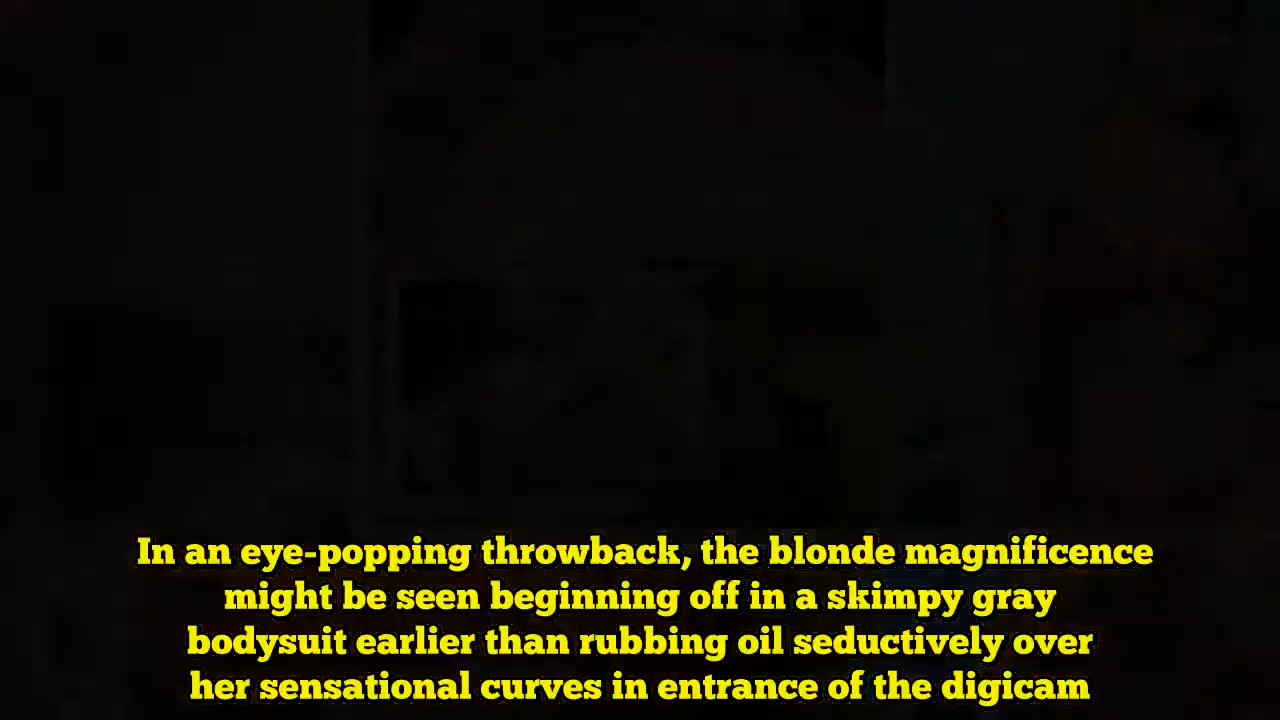 In an eye-popping throwback, the blonde magnificence
might be seen beginning off in a skimpy gray
bodysuit earlier than rubbing oil seductively over
her sensational curves in entrance of the digicam